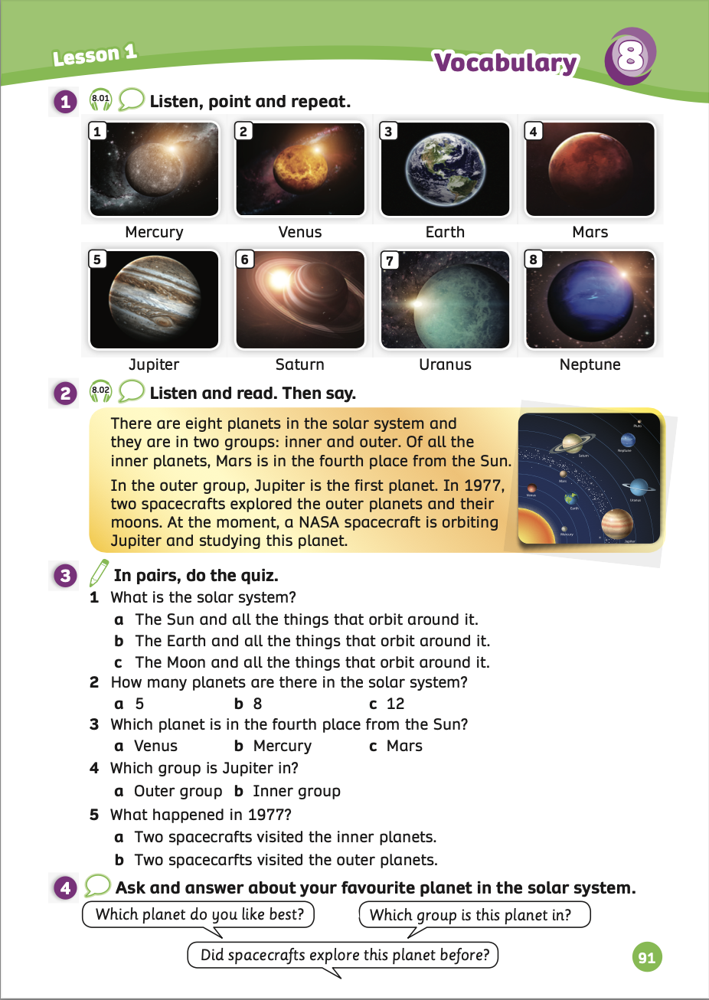 Lesson 1
Vocabulary
8
1
8.01
Listen, point and repeat.
1
2
3
4
Mercury
Venus
Earth
Mars
5
6
7
8
Jupiter
Saturn
Uranus
Neptune
2
8.02
Listen and read. Then say.
There are eight planets in the solar system and
they are in two groups: inner and outer. Of all the
inner planets, Mars is in the fourth place from the Sun.
In the outer group, Jupiter is the first planet. In 1977,
two spacecrafts explored the outer planets and their
moons. At the moment, a NASA spacecraft is orbiting
Jupiter and studying this planet.
Pluto
Saturn
Neptune
Mars
Venus
Earth
Uranus
Mercury
Jupiter
3
In pairs, do the quiz.
1 What is the solar system?
a The Sun and all the things that orbit around it.
b The Earth and all the things that orbit around it.
c The Moon and all the things that orbit around it.
2 How many planets are there in the solar system?
a 5 b 8 c 12
3 Which planet is in the fourth place from the Sun?
a Venus b Mercury c Mars
4 Which group is Jupiter in?
a Outer group b Inner group
5 What happened in 1977?
a Two spacecrafts visited the inner planets.
b Two spacecarfts visited the outer planets.
4
Ask and answer about your favourite planet in the solar system.
Which planet do you like best?
Which group is this planet in?
Did spacecrafts explore this planet before?
91